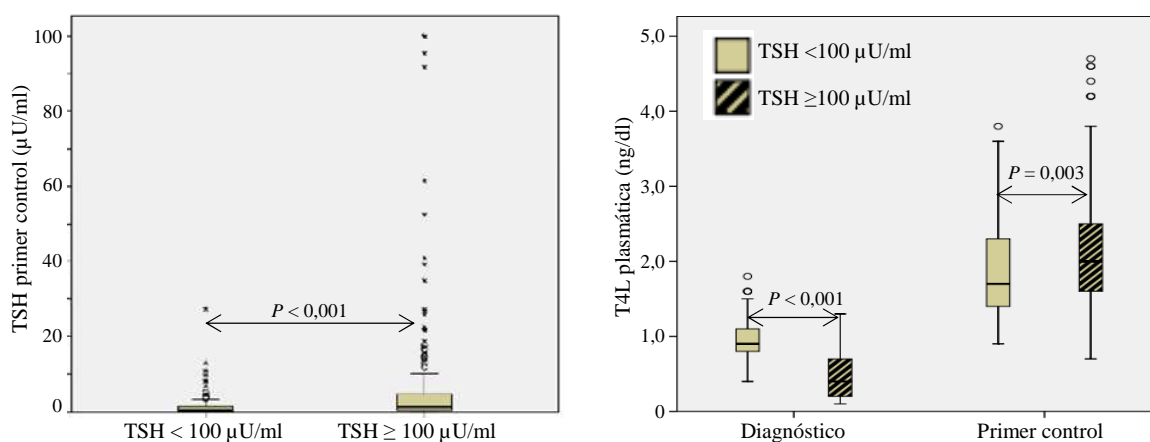 TSH primer control (µU/ml)
100
80
60
40
20
0
P < 0,001
TSH < 100 µU/ml
TSH ≥ 100 µU/ml
T4L plasmática (ng/dl)
5,0
4,0
3,0
2,0
1,0
0
TSH <100 µU/ml
TSH ≥100 µU/ml
P = 0,003
P < 0,001
Diagnóstico
Primer control